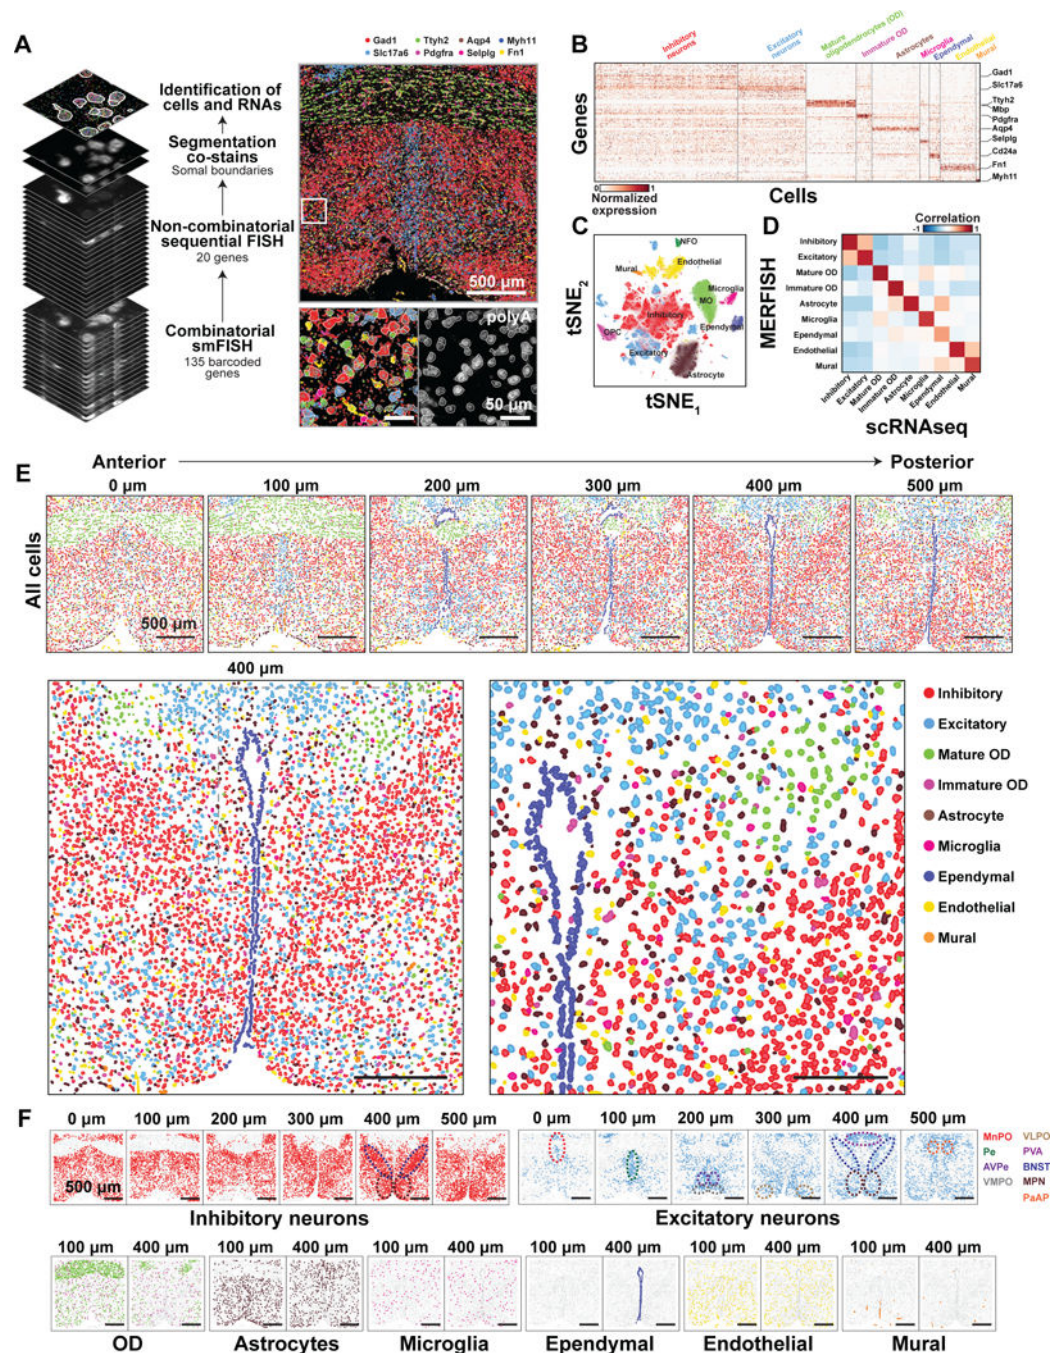 A
Gad1 Ttyh2 Aqp4 Myh11
Slc17a6 Pdgfra Selplg Fn1
Identification of
cells and RNAs
Segmentation
co-stains
Somal boundaries
Non-combinatorial
sequential FISH
20 genes
Combinatorial
smFISH
135 barcoded
genes
500 µm
polyA
50 µm
B
Inhibitory
neurons
Excitatory
neurons
Mature
oligodendrocytes (OD)
Immature OD
Astrocytes
Microglia
Ependymal
Endothelial
Mural
Genes
Gad1
Slc17a6
Ttyh2
Mbp
Pdgfra
Aqp4
Selplg
Cd24a
Fn1
Myh11
0 1
Normalized
expression
Cells
C
NFO
Endothelial
Mural
Microglia
MO
Inhibitory
Ependymal
OPC
Excitatory
Astrocyte
tSNE2
tSNE1
D
Correlation
-1 1
MERFISH
Inhibitory
Excitatory
Mature OD
Immature OD
Astrocyte
Microglia
Ependymal
Endothelial
Mural
Inhibitory
Excitatory
Mature OD
Immature OD
Astrocyte
Microglia
Ependymal
Endothelial
Mural
scRNAseq
E
Anterior Posterior
0 µm 100 µm 200 µm 300 µm 400 µm 500 µm
All cells
500 µm
400 µm
Inhibitory
Excitatory
Mature OD
Immature OD
Astrocyte
Microglia
Ependymal
Endothelial
Mural
F
0 µm 100 µm 200 µm 300 µm 400 µm 500 µm
500 µm
Inhibitory neurons
0 µm 100 µm 200 µm 300 µm 400 µm 500 µm
Excitatory neurons
MnPO VLPO
Pe PVA
AVPe BNST
VMPO MPN
PaAP
100 µm 400 µm 100 µm 400 µm 100 µm 400 µm 100 µm 400 µm 100 µm 400 µm 100 µm 400 µm
OD Astrocytes Microglia Ependymal Endothelial Mural